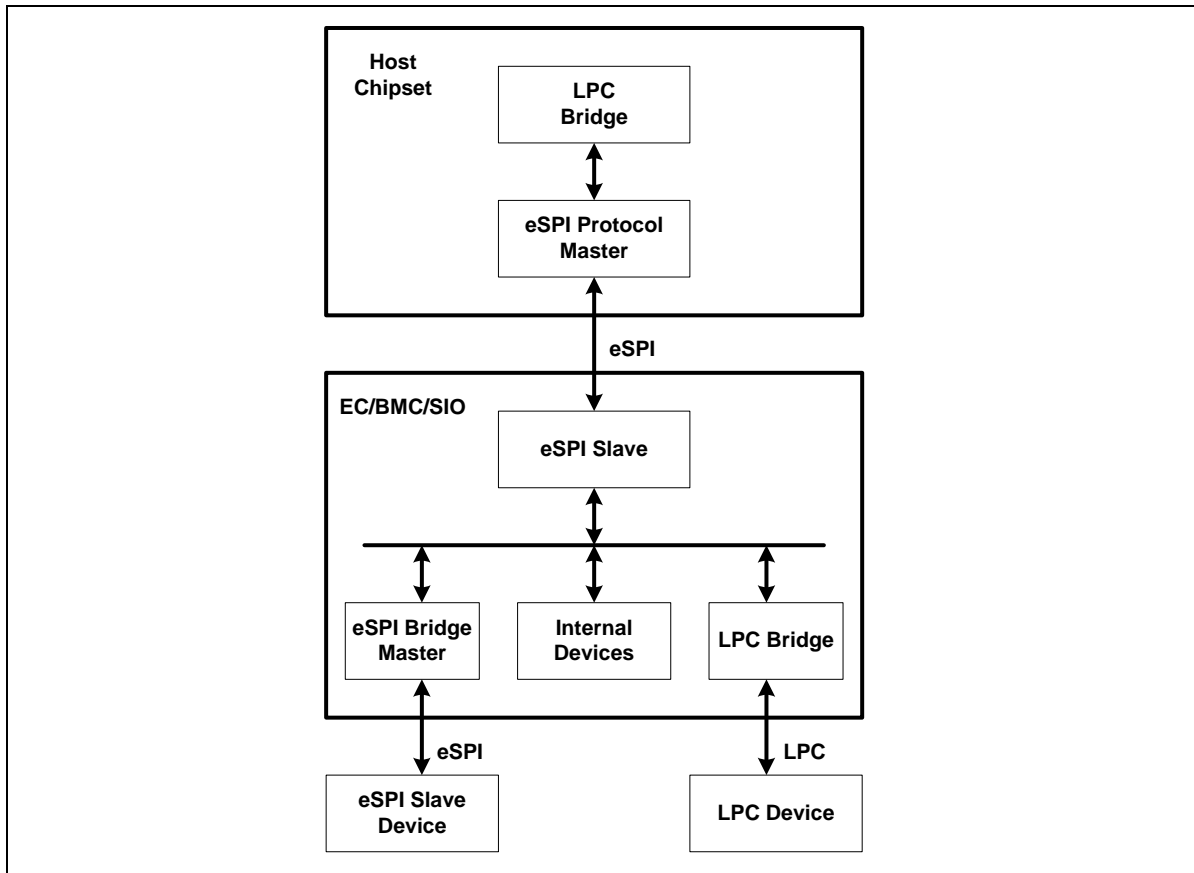 Host
Chipset
LPC
Bridge
eSPI Protocol
Master
eSPI
EC/BMC/SIO
eSPI Slave
eSPI Bridge
Master
Internal
Devices
LPC Bridge
eSPI
LPC
eSPI Slave
Device
LPC Device